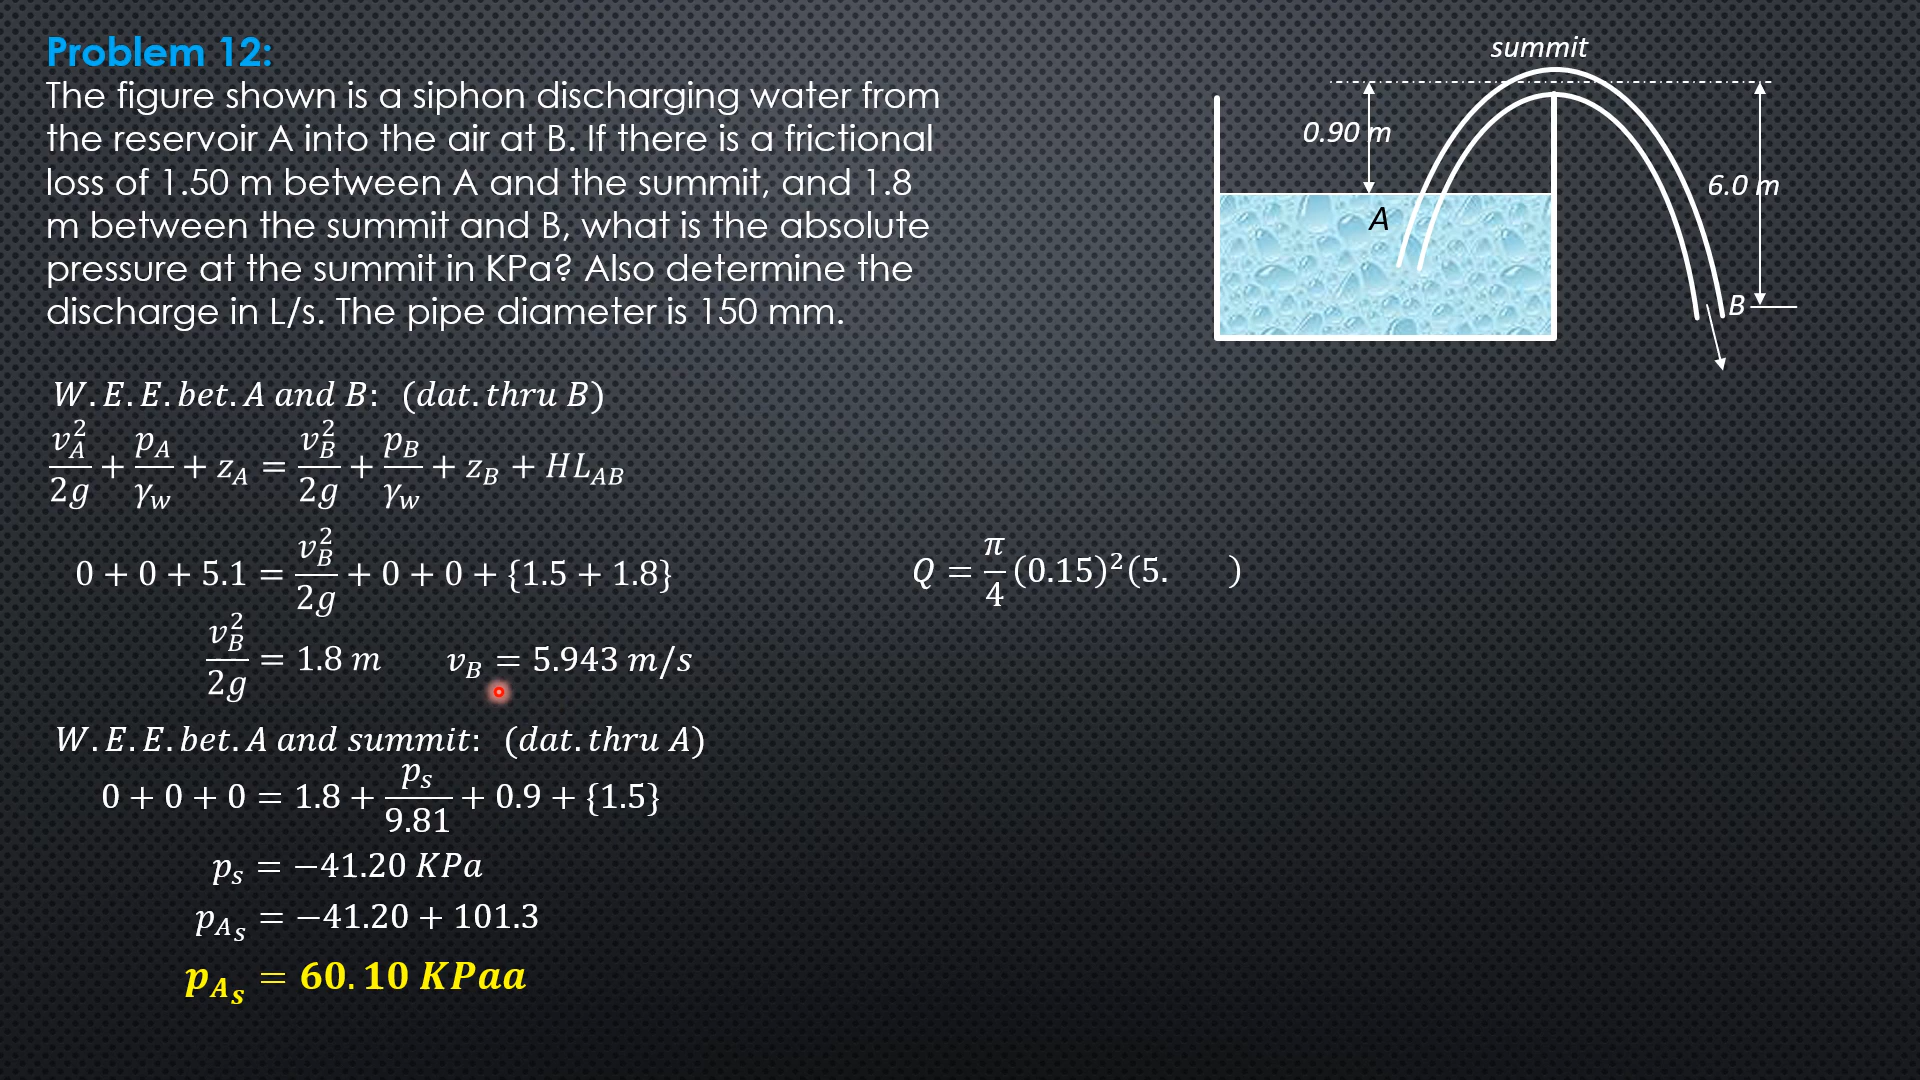 Problem 12:
The figure shown is a siphon discharging water from
the reservoir A into the air at B. If there is a frictional
loss of 1.50 m between A and the summit, and 1.8
m between the summit and B, what is the absolute
pressure at the summit in KPa? Also determine the
discharge in L/s. The pipe diameter is 150 mm.
summit
0.90 m
6.0 m
A
B
W.E.E.bet.A and B: (dat.thru B)
v_A^2/2g + p_A/γ_w + z_A = v_B^2/2g + p_B/γ_w + z_B + HL_AB
0 + 0 + 5.1 = v_B^2/2g + 0 + 0 + {1.5 + 1.8}
v_B^2/2g = 1.8 m v_B = 5.943 m/s
W.E.E.bet.A and summit: (dat.thru A)
0 + 0 + 0 = 1.8 + p_s/9.81 + 0.9 + {1.5}
p_s = −41.20 KPa
p_A_s = −41.20 + 101.3
p_A_s = 60.10 KPaa
Q = π/4 (0.15)^2 (5. )